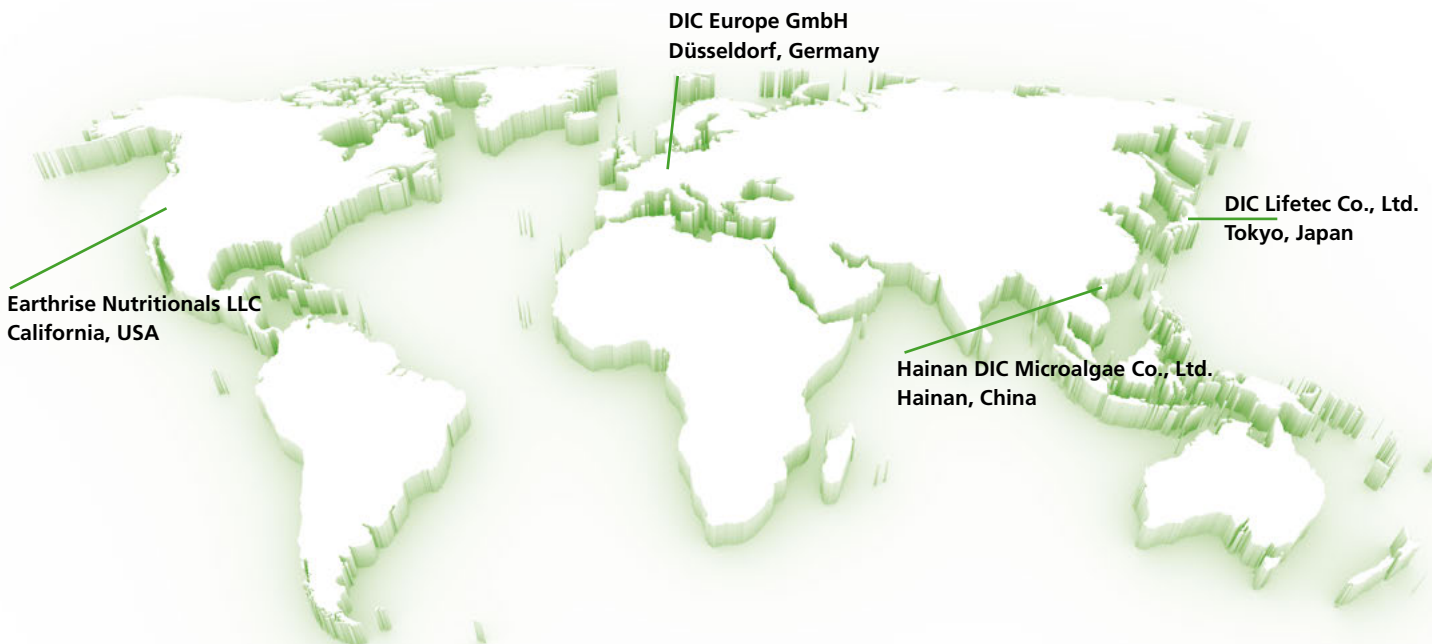 DIC Europe GmbH
Düsseldorf, Germany
DIC Lifetec Co., Ltd.
Tokyo, Japan
Earthrise Nutritionals LLC
California, USA
Hainan DIC Microalgae Co., Ltd.
Hainan, China